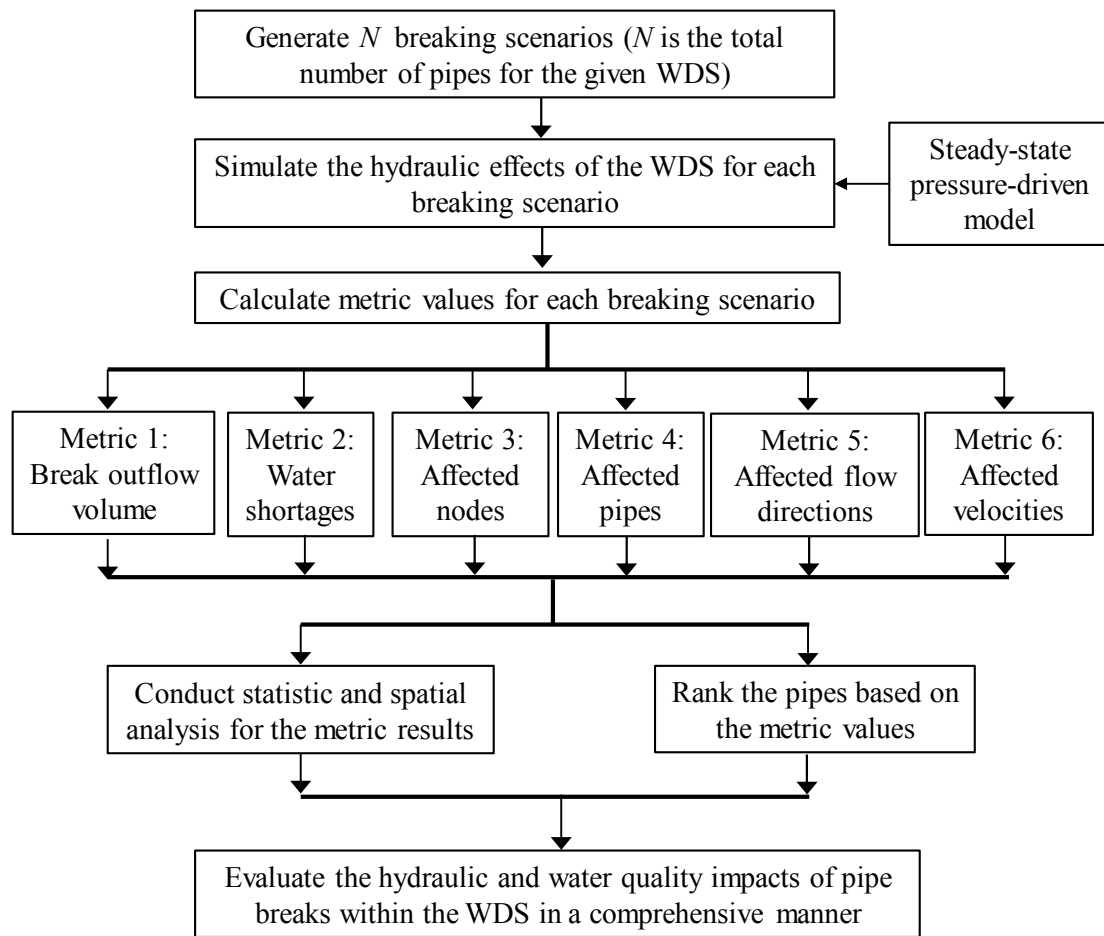 Generate N breaking scenarios (N is the total
number of pipes for the given WDS)
Simulate the hydraulic effects of the WDS for each
breaking scenario
Steady-state
pressure-driven
model
Calculate metric values for each breaking scenario
Metric 1:
Break outflow
volume
Metric 2:
Water
shortages
Metric 3:
Affected
nodes
Metric 4:
Affected
pipes
Metric 5:
Affected flow
directions
Metric 6:
Affected
velocities
Conduct statistic and spatial
analysis for the metric results
Rank the pipes based on
the metric values
Evaluate the hydraulic and water quality impacts of pipe
breaks within the WDS in a comprehensive manner